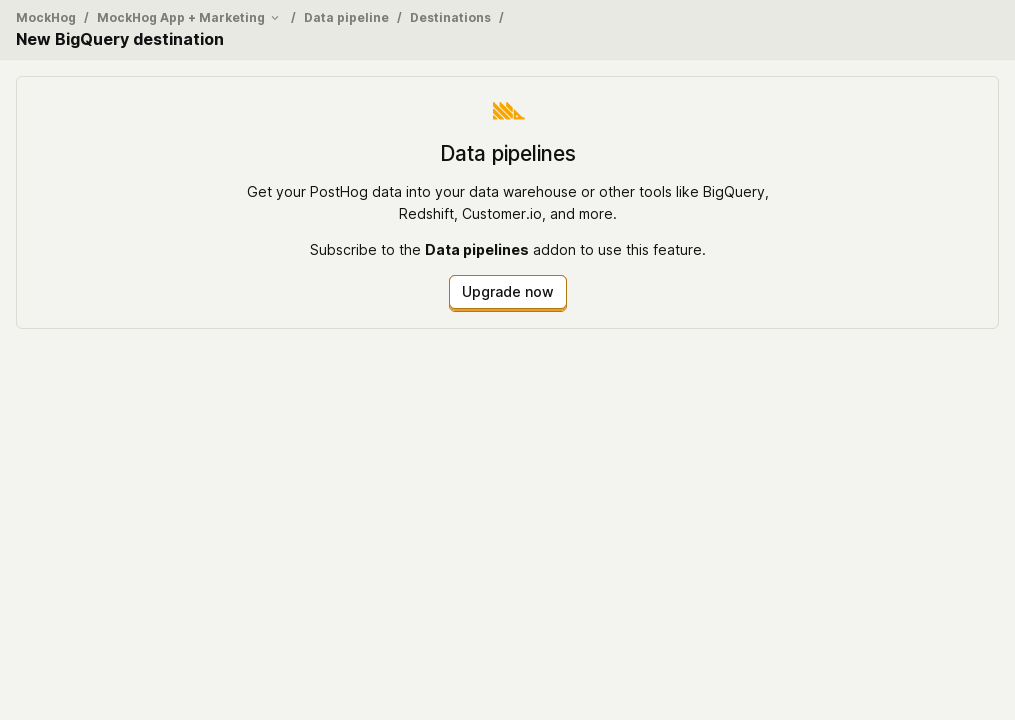 MockHog / MockHog App + Marketing / Data pipeline / Destinations /
New BigQuery destination
Data pipelines
Get your PostHog data into your data warehouse or other tools like BigQuery,
Redshift, Customer.io, and more.
Subscribe to the Data pipelines addon to use this feature.
Upgrade now